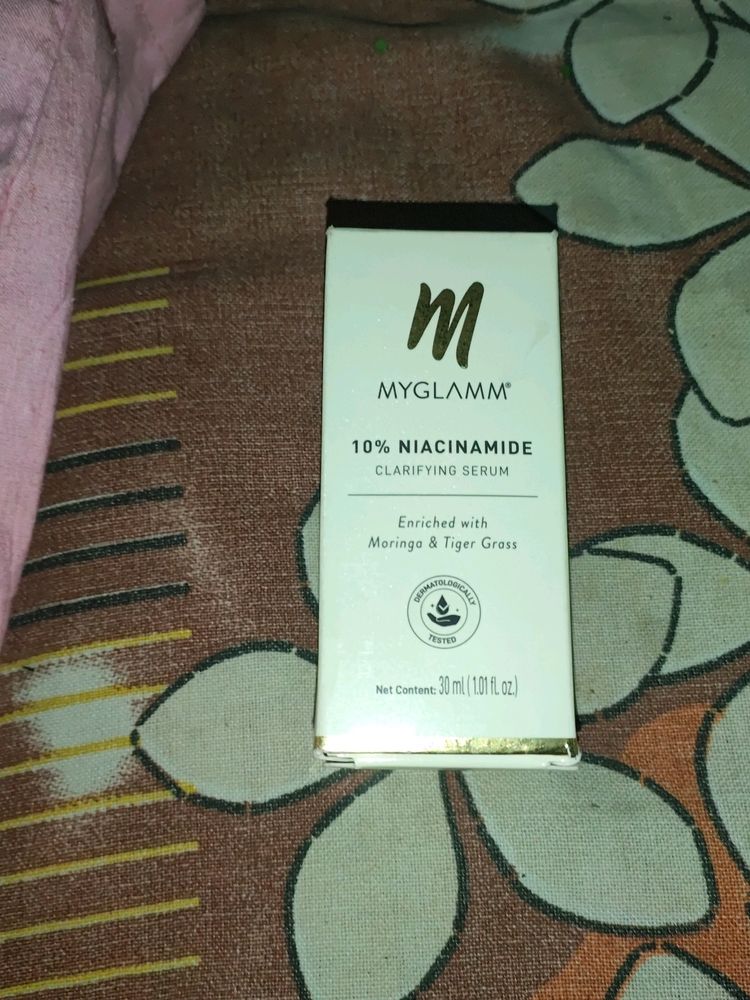 M
MYGLAMM®
10% NIACINAMIDE
CLARIFYING SERUM
Enriched with
Moringa & Tiger Grass
DERMATOLOGICALLY
TESTED
Net Content: 30 ml (1.01 fl. oz.)